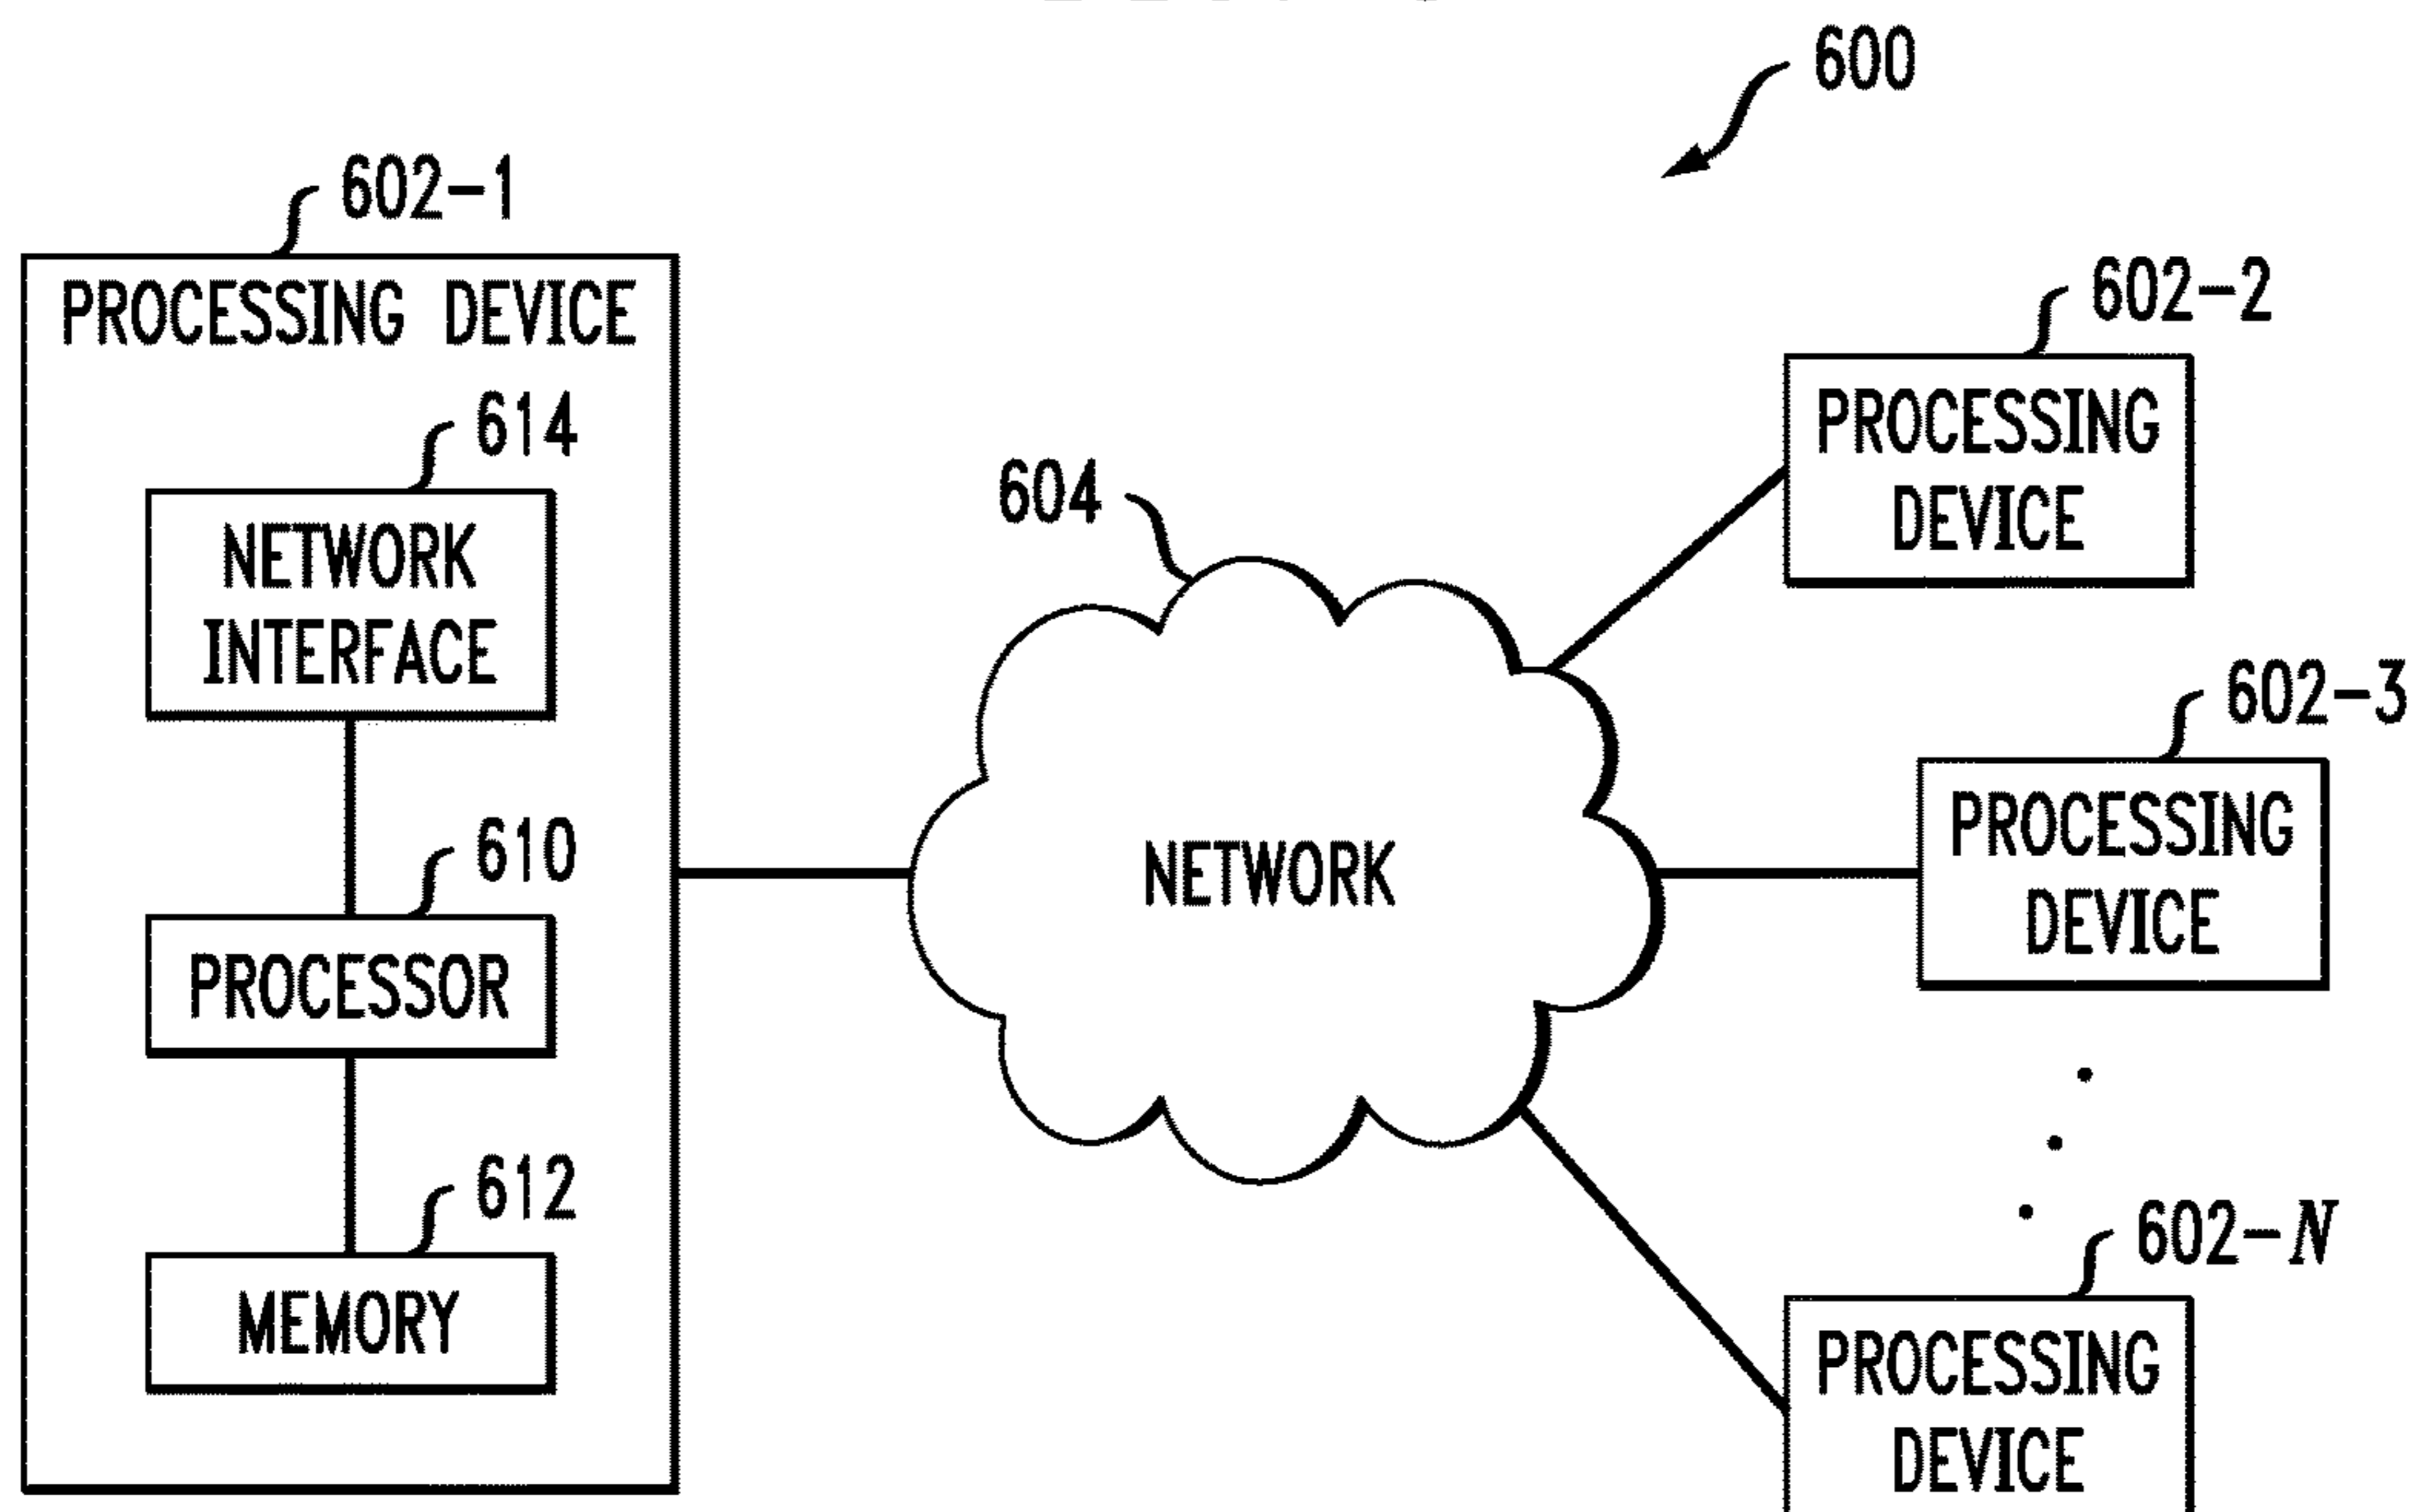 600
602-1
PROCESSING DEVICE
614
NETWORK
INTERFACE
610
PROCESSOR
612
MEMORY
604
NETWORK
602-2
PROCESSING
DEVICE
602-3
PROCESSING
DEVICE
602-N
PROCESSING
DEVICE